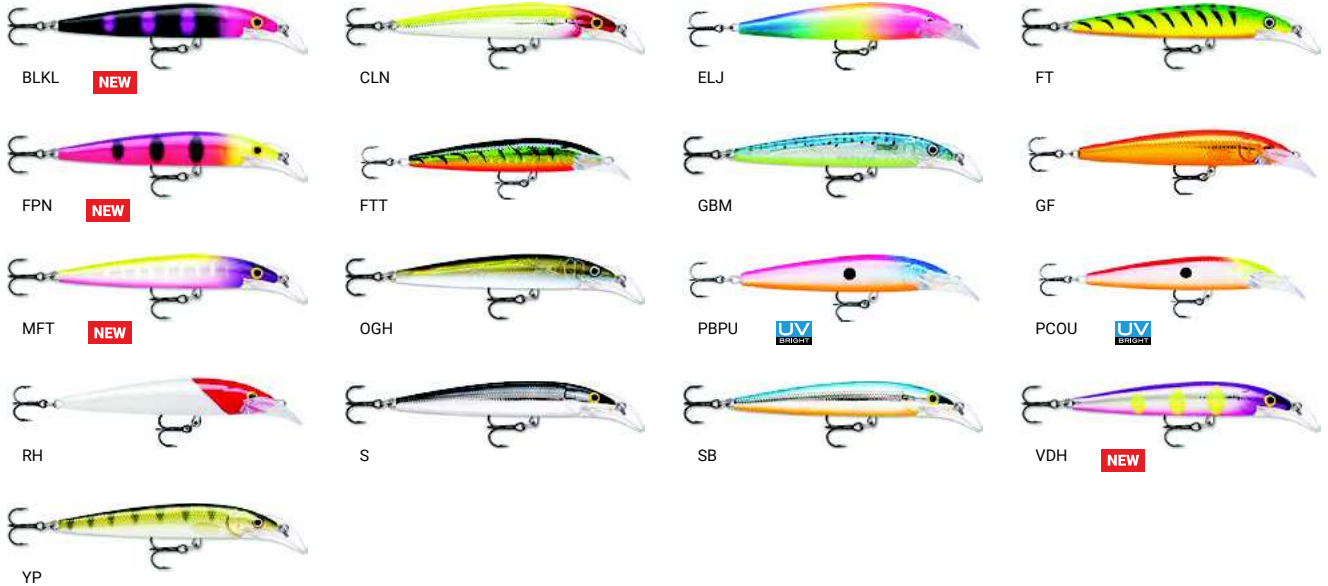 BLKL NEW
CLN
ELJ
FT
FPN NEW
FTT
GBM
GF
MFT NEW
OGH
PBPU UV BRIGHT
PCOU UV BRIGHT
RH
S
SB
VDH NEW
YP